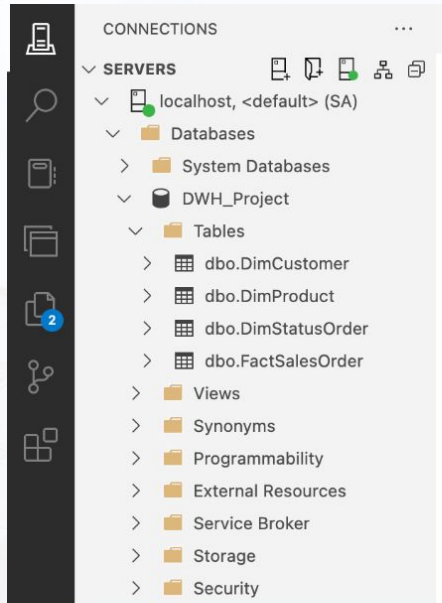 CONNECTIONS
SERVERS
localhost, <default> (SA)
Databases
System Databases
DWH_Project
Tables
dbo.DimCustomer
dbo.DimProduct
dbo.DimStatusOrder
dbo.FactSalesOrder
2
Views
Synonyms
Programmability
External Resources
Service Broker
Storage
Security